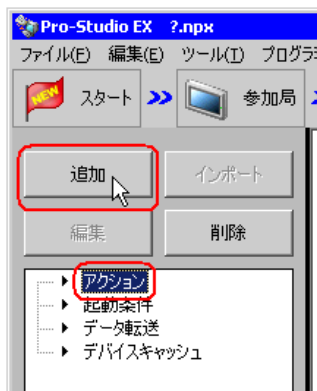 Pro-Studio EX ?.npx
ファイル(F) 編集(E) ツール(T) プログラ
NEW スタート >> 参加局
追加 インポート
編集 削除
アクション
起動条件
データ転送
デバイスキャッシュ